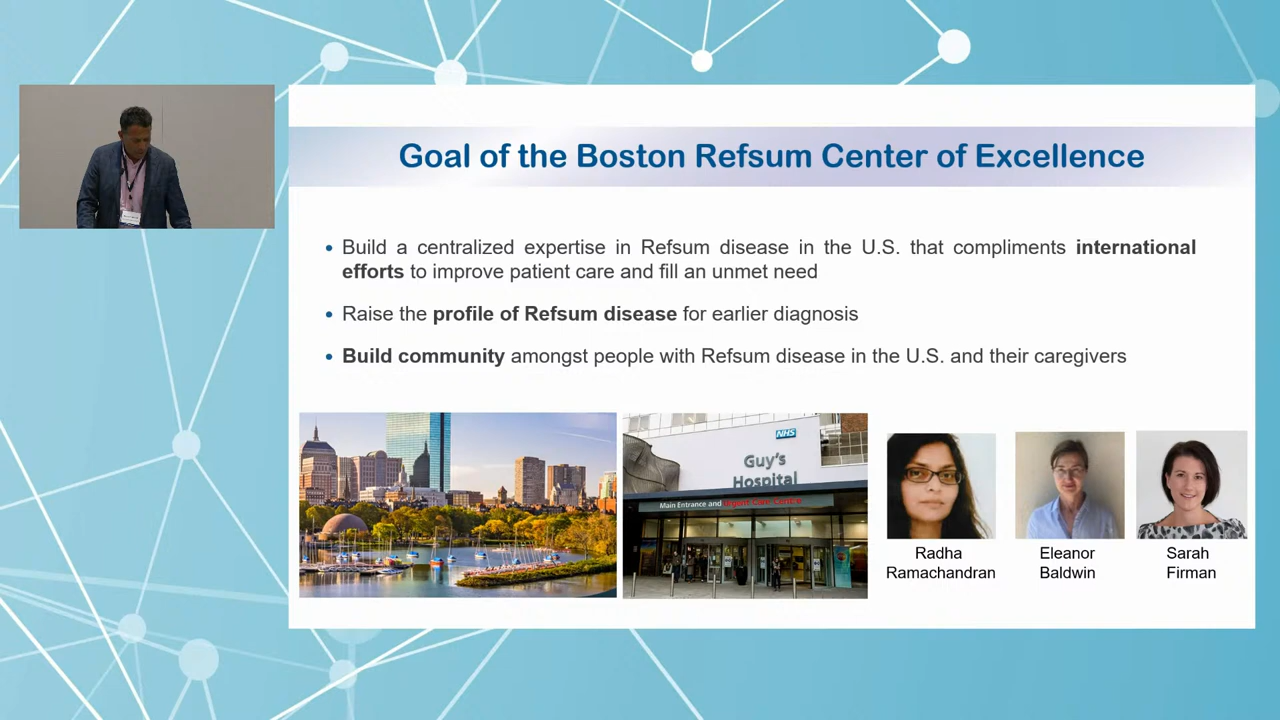 Goal of the Boston Refsum Center of Excellence
• Build a centralized expertise in Refsum disease in the U.S. that compliments international
efforts to improve patient care and fill an unmet need
• Raise the profile of Refsum disease for earlier diagnosis
• Build community amongst people with Refsum disease in the U.S. and their caregivers
NHS
Guy's
Hospital
Main Entrance and Urgent Care Centre
Radha
Ramachandran
Eleanor
Baldwin
Sarah
Firman